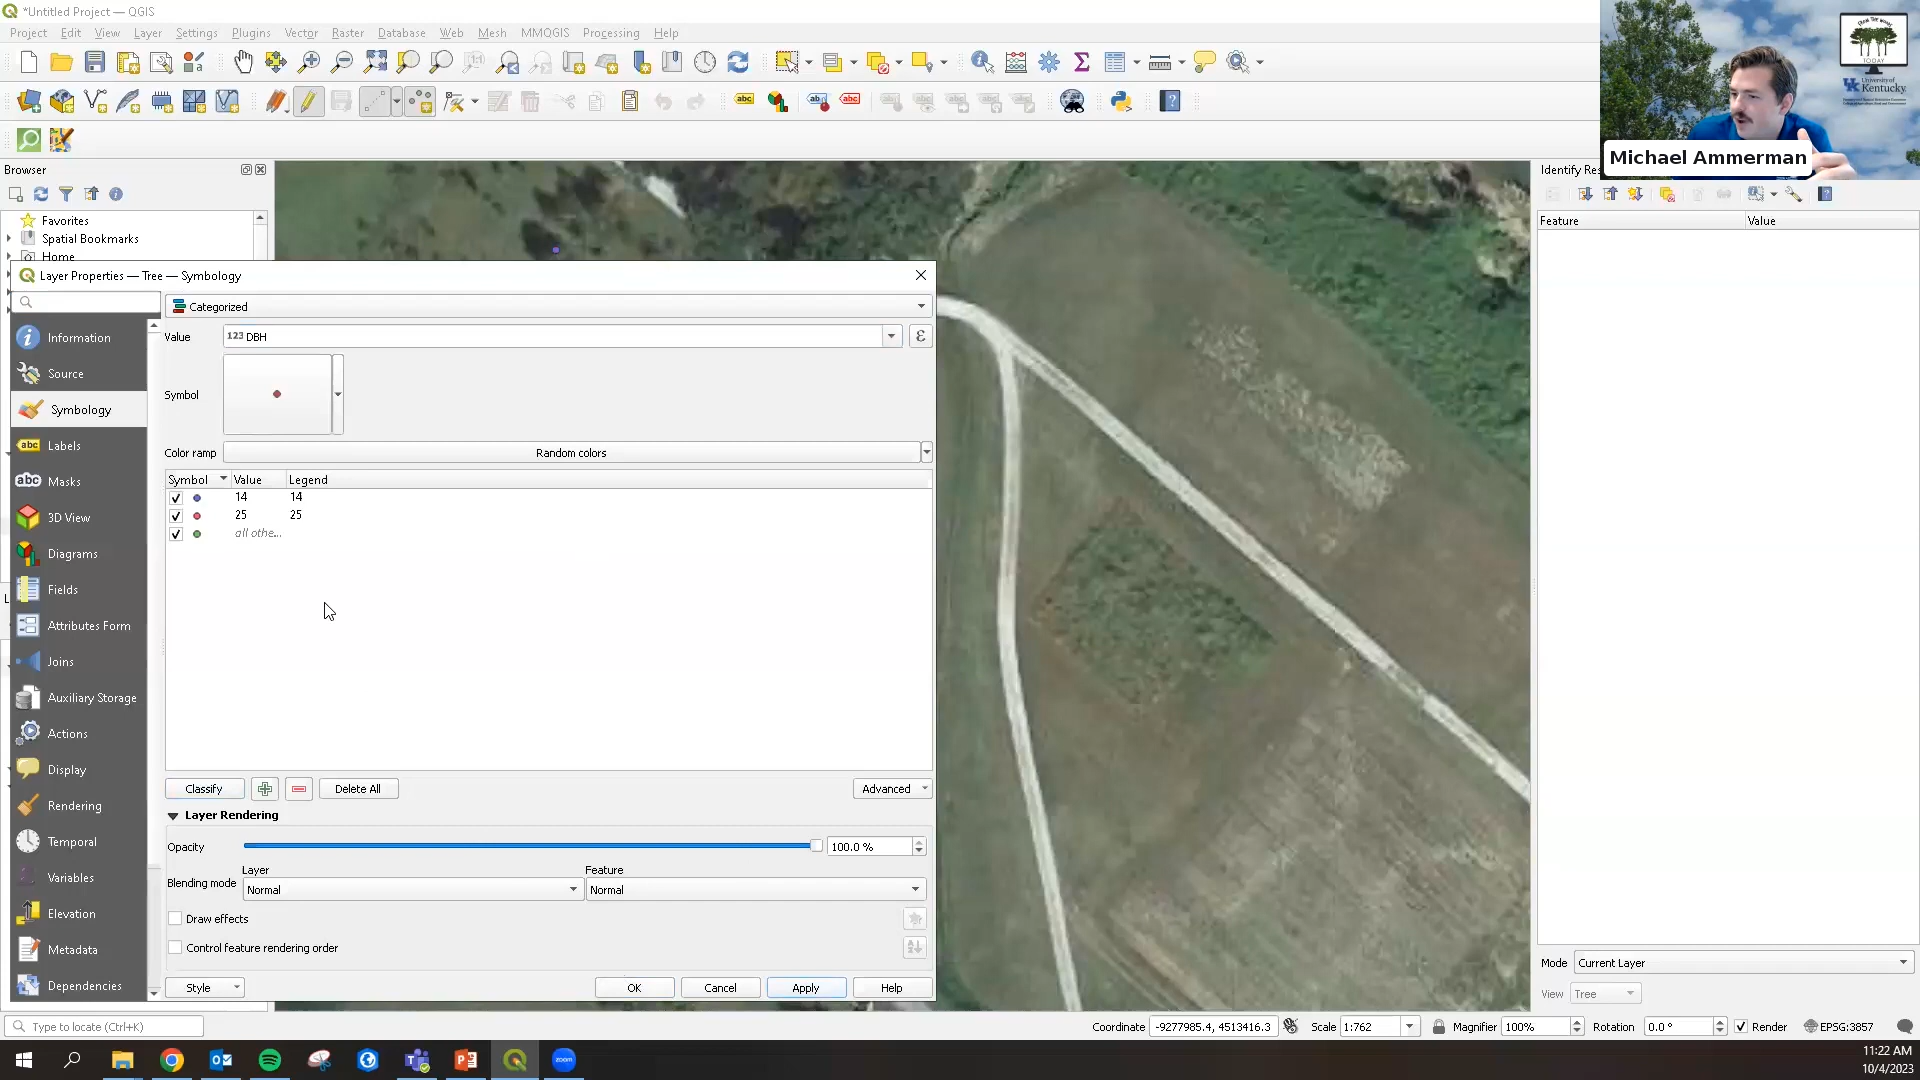 *Untitled Project — QGIS
Project Edit View Layer Settings Plugins Vector Raster Database Web Mesh MMQGIS Processing Help
TODAY
University of Kentucky
Michael Ammerman
Browser
Favorites
Spatial Bookmarks
Home
Identify Res
Feature Value
Layer Properties — Tree — Symbology
Information
Source
Symbology
Labels
Masks
3D View
Diagrams
Fields
Attributes Form
Joins
Auxiliary Storage
Actions
Display
Rendering
Temporal
Variables
Elevation
Metadata
Dependencies
Categorized
Value 123 DBH
Symbol
Color ramp Random colors
Symbol Value Legend
14 14
25 25
all othe...
Classify Delete All Advanced
Layer Rendering
Opacity 100.0 %
Layer Feature
Blending mode Normal Normal
Draw effects
Control feature rendering order
Style OK Cancel Apply Help
Mode Current Layer
View Tree
Type to locate (Ctrl+K)
Coordinate -9277985.4, 4513416.3 Scale 1:762 Magnifier 100% Rotation 0.0 ° Render EPSG:3857
11:22 AM
10/4/2023